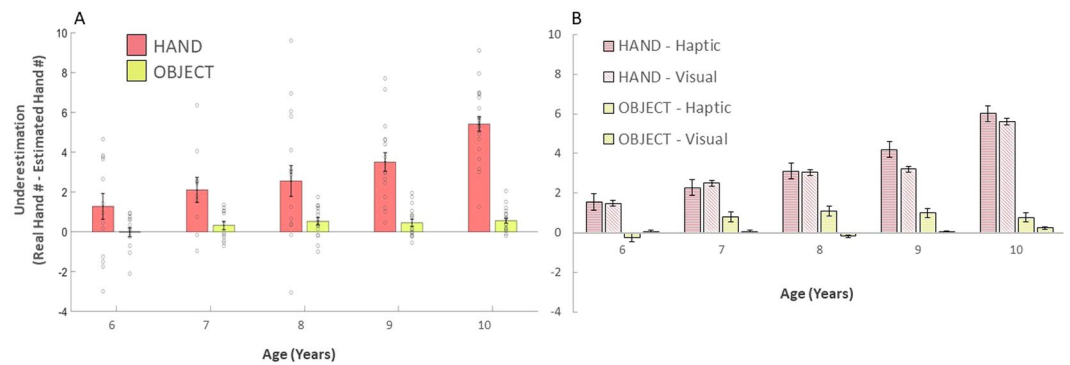 A
10
8
6
4
2
0
-2
-4
Underestimation
(Real Hand # - Estimated Hand #)
HAND
OBJECT
6 7 8 9 10
Age (Years)
B
10
8
6
4
2
0
-2
-4
HAND - Haptic
HAND - Visual
OBJECT - Haptic
OBJECT - Visual
6 7 8 9 10
Age (Years)